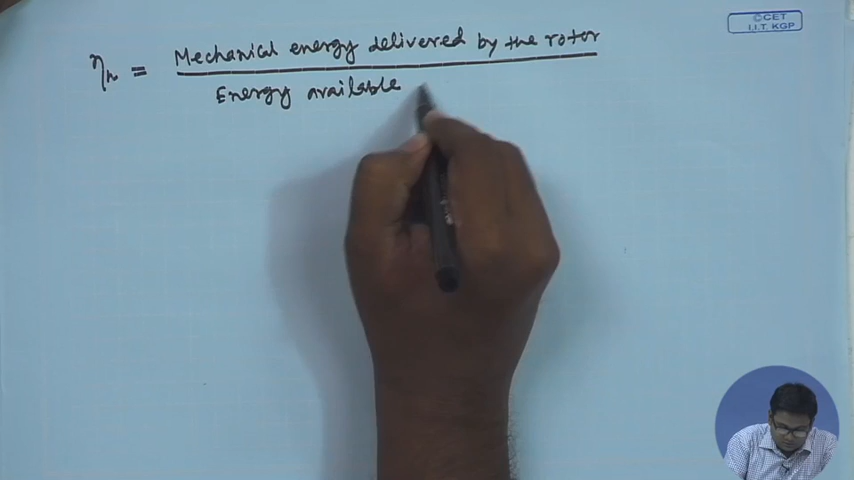 ηh = Mechanical energy delivered by the rotor
Energy available
©CET
I.I.T. KGP